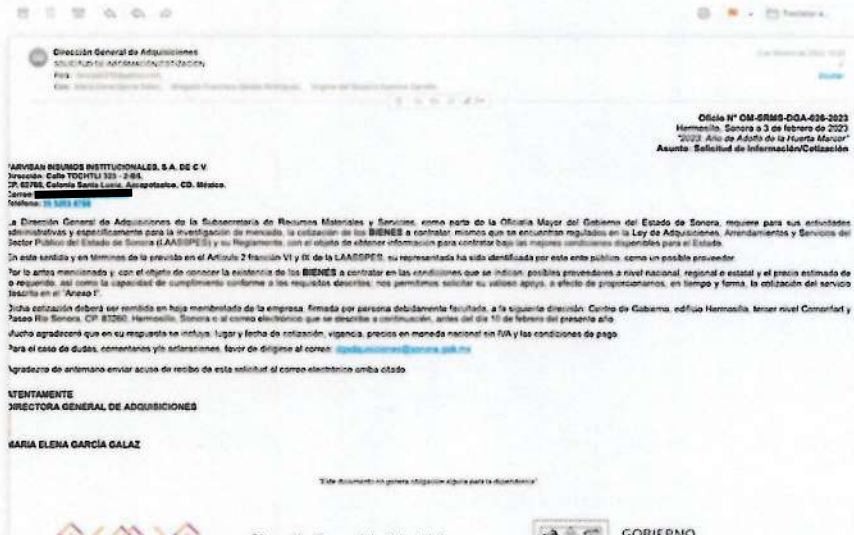 Dirección General de Adquisiciones
SOLICITUD DE INFORMACIÓN/COTIZACIÓN
Para:
Oficio N° OM-SRMS-DGA-026-2023
Hermosillo, Sonora a 3 de febrero de 2023
"2023: Año de Adolfo de la Huerta Marcor"
Asunto: Solicitud de Información/Cotización
PARVISAN INSUMOS INSTITUCIONALES, S.A. DE C.V.
Dirección: Calle TOCHTLI 323 - 2-BS.
CP. 02760, Colonia Santa Lucia, Azcapotzalco, CD. México.
Correo:
Teléfono:
La Dirección General de Adquisiciones de la Subsecretaría de Recursos Materiales y Servicios, como parte de la Oficialía Mayor del Gobierno del Estado de Sonora, requiere para sus actividades
administrativas y específicamente para la investigación de mercado, la cotización de los BIENES a contratar, mismos que se encuentran regulados en la Ley de Adquisiciones, Arrendamientos y Servicios del
Sector Público del Estado de Sonora (LAASSPES) y su Reglamento, con el objeto de obtener información para contratar bajo las mejores condiciones disponibles para el Estado.
En este sentido y en términos de lo previsto en el Artículo 2 fracción VI y IX de la LAASSPES, su representada ha sido identificada por este ente público, como un posible proveedor.
Por lo antes mencionado y, con el objeto de conocer la existencia de los BIENES a contratar en las condiciones que se indican, posibles proveedores a nivel nacional, regional o estatal y el precio estimado de
lo requerido, así como la capacidad de cumplimiento conforme a los requisitos descritos; nos permitimos solicitar su valioso apoyo, a efecto de proporcionarnos, en tiempo y forma, la cotización del servicio
descrita en el "Anexo I".
Dicha cotización deberá ser remitida en hoja membretada de la empresa, firmada por persona debidamente facultada, a la siguiente dirección: Centro de Gobierno, edificio Hermosillo, tercer nivel Comonfort y
Paseo Río Sonora, CP. 83260, Hermosillo, Sonora o al correo electrónico que se describe a continuación, antes del día 10 de febrero del presente año.
Mucho agradeceré que en su respuesta se incluya: lugar y fecha de cotización, vigencia, precios en moneda nacional sin IVA y las condiciones de pago.
Para el caso de dudas, comentarios y/o aclaraciones, favor de dirigirse al correo:
Agradezco de antemano enviar acuse de recibo de esta solicitud al correo electrónico arriba citado.
ATENTAMENTE
DIRECTORA GENERAL DE ADQUISICIONES
MARIA ELENA GARCÍA GALAZ
"Este documento no genera obligación alguna para la dependencia"
GOBIERNO